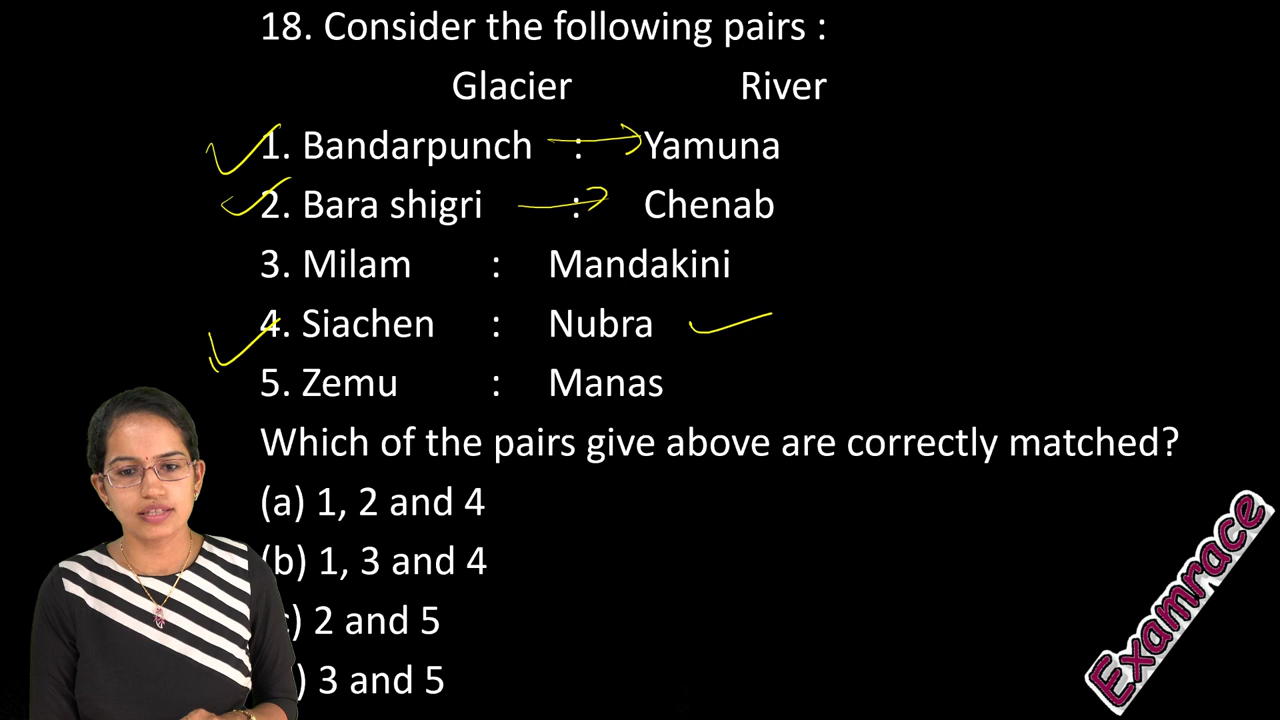 18. Consider the following pairs :
Glacier River
1. Bandarpunch : Yamuna
2. Bara shigri : Chenab
3. Milam : Mandakini
4. Siachen : Nubra
5. Zemu : Manas
Which of the pairs give above are correctly matched?
(a) 1, 2 and 4
(b) 1, 3 and 4
) 2 and 5
) 3 and 5
Examrace